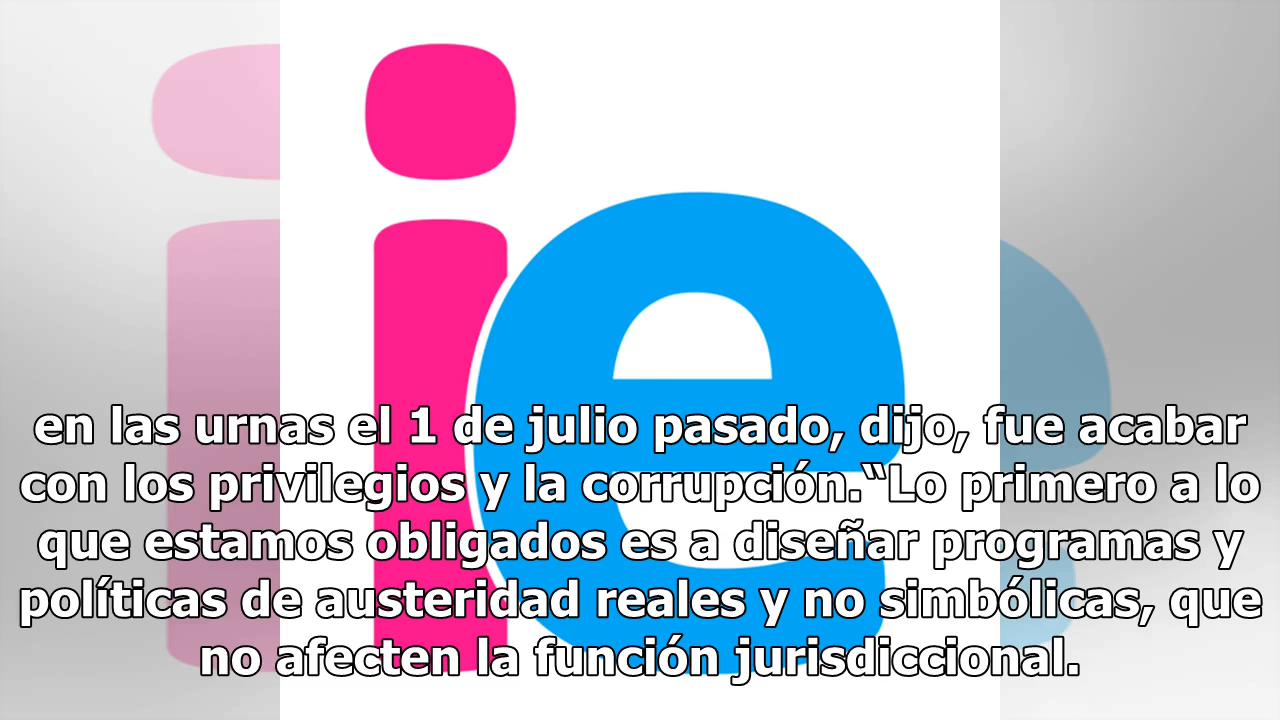 ie
en las urnas el 1 de julio pasado, dijo, fue acabar
con los privilegios y la corrupción.“Lo primero a lo
que estamos obligados es a diseñar programas y
políticas de austeridad reales y no simbólicas, que
no afecten la función jurisdiccional.